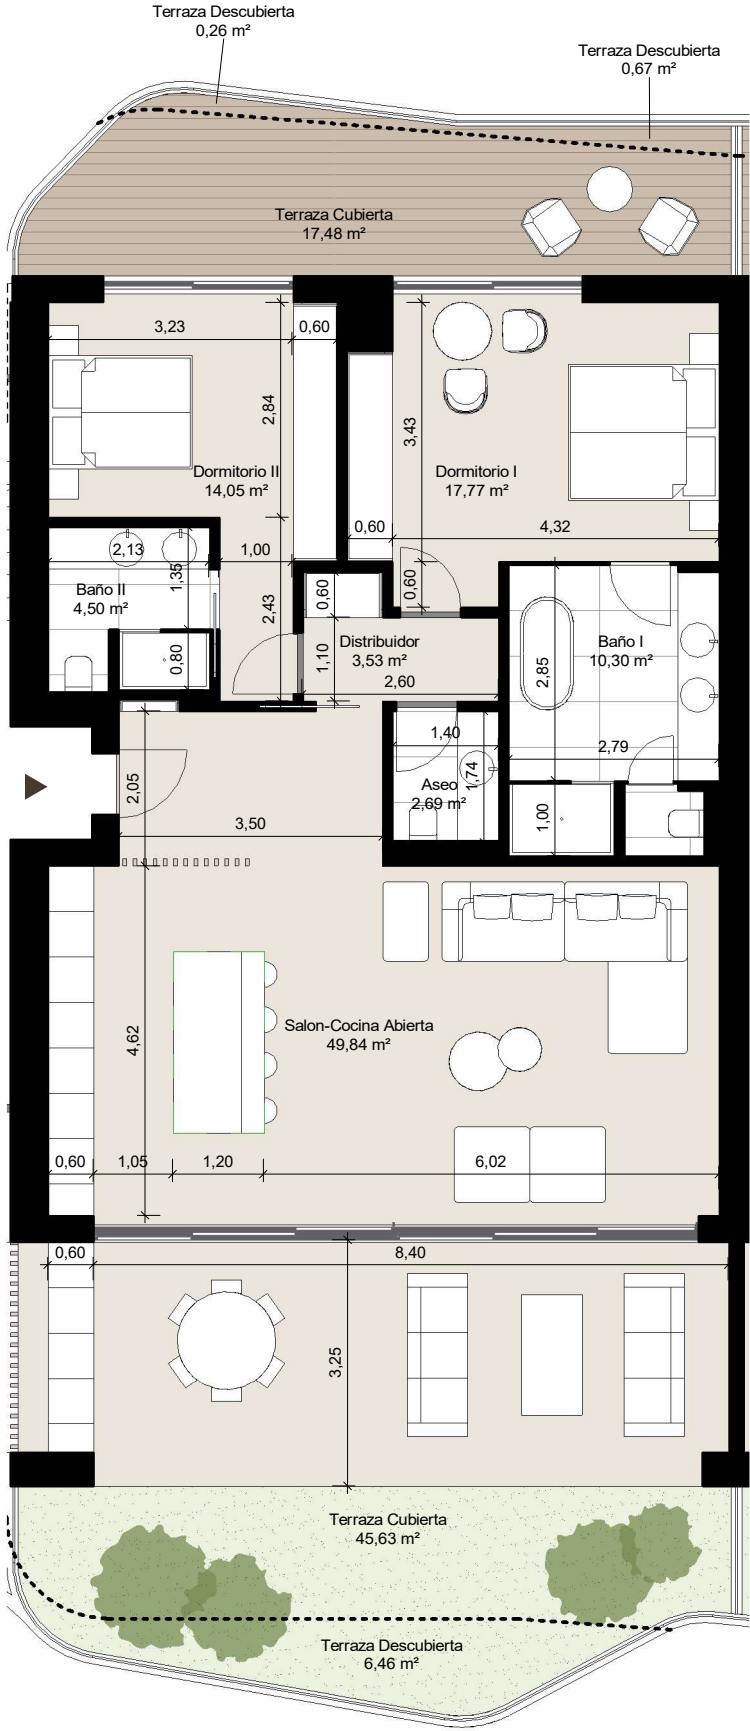 Terraza Descubierta
0,26 m²
Terraza Descubierta
0,67 m²
Terraza Cubierta
17,48 m²
3,23
0,60
2,84
3,43
Dormitorio II
14,05 m²
Dormitorio I
17,77 m²
0,60
4,32
2,13
1,00
1,35
Baño II
4,50 m²
2,43
0,60
0,60
0,80
1,10
Distribuidor
3,53 m²
2,60
Baño I
10,30 m²
2,85
1,40
2,79
2,05
Aseo
2,69 m²
1,74
3,50
1,00
Salon-Cocina Abierta
49,84 m²
4,62
0,60
1,05
1,20
6,02
0,60
8,40
3,25
Terraza Cubierta
45,63 m²
Terraza Descubierta
6,46 m²